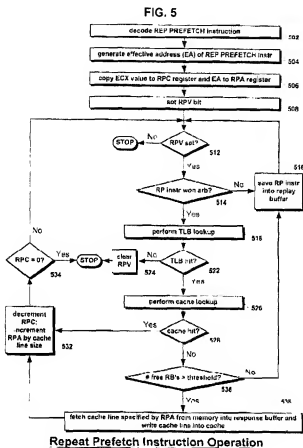 FIG. 5
decode REP PREFETCH instruction
502
generate effective address (EA) of REP PREFETCH instr
504
copy ECX value to RPC register and EA to RPA register
506
set RPV bit
508
STOP
No
RPV set?
512
Yes
516
RP instr won arb?
514
No
save RP instr
into replay
buffer
Yes
perform TLB lookup
518
No
RPC = 0?
534
Yes
STOP
clear
RPV
524
No
TLB hit?
522
Yes
perform cache lookup
526
decrement
RPC;
increment
RPA by cache
line size
532
Yes
cache hit?
528
No
# free RB's > threshold?
536
No
Yes
538
fetch cache line specified by RPA from memory into response buffer and
write cache line into cache
Repeat Prefetch Instruction Operation